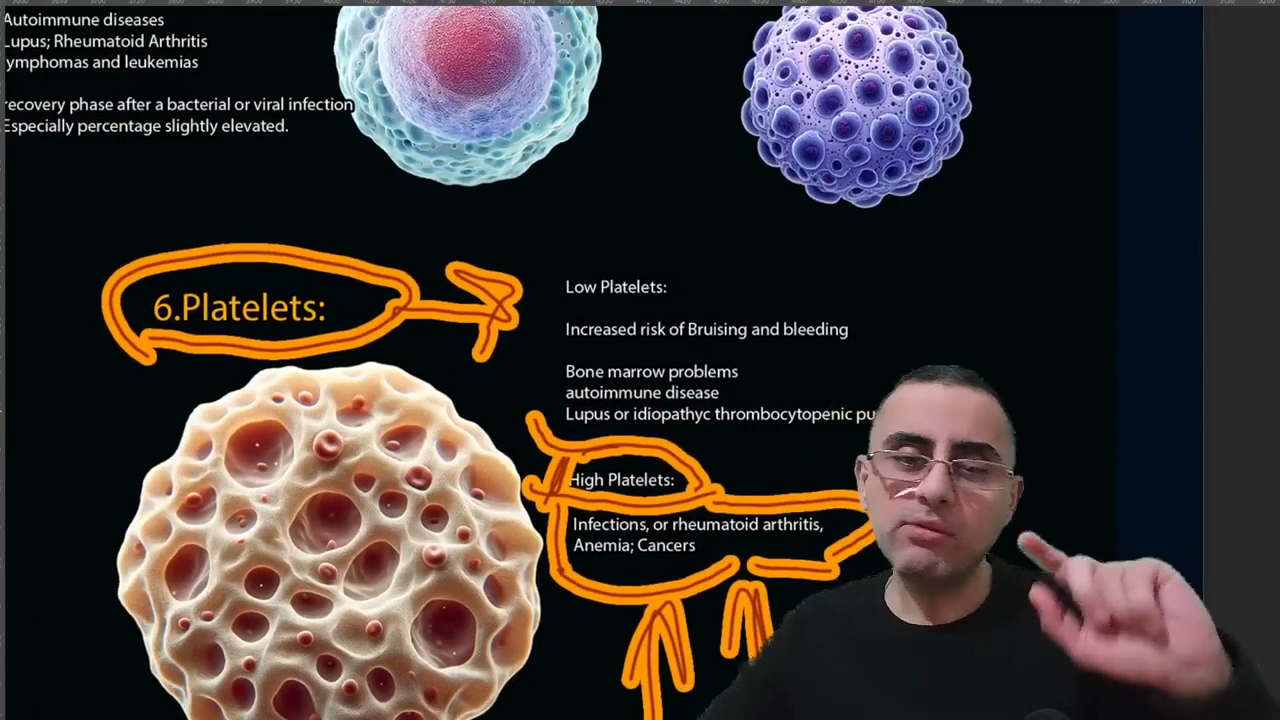 Autoimmune diseases
Lupus; Rheumatoid Arthritis
ymphomas and leukemias
recovery phase after a bacterial or viral infection
Especially percentage slightly elevated.
6.Platelets:
Low Platelets:
Increased risk of Bruising and bleeding
Bone marrow problems
autoimmune disease
Lupus or idiopathyc thrombocytopenic pu
High Platelets:
Infections, or rheumatoid arthritis,
Anemia; Cancers